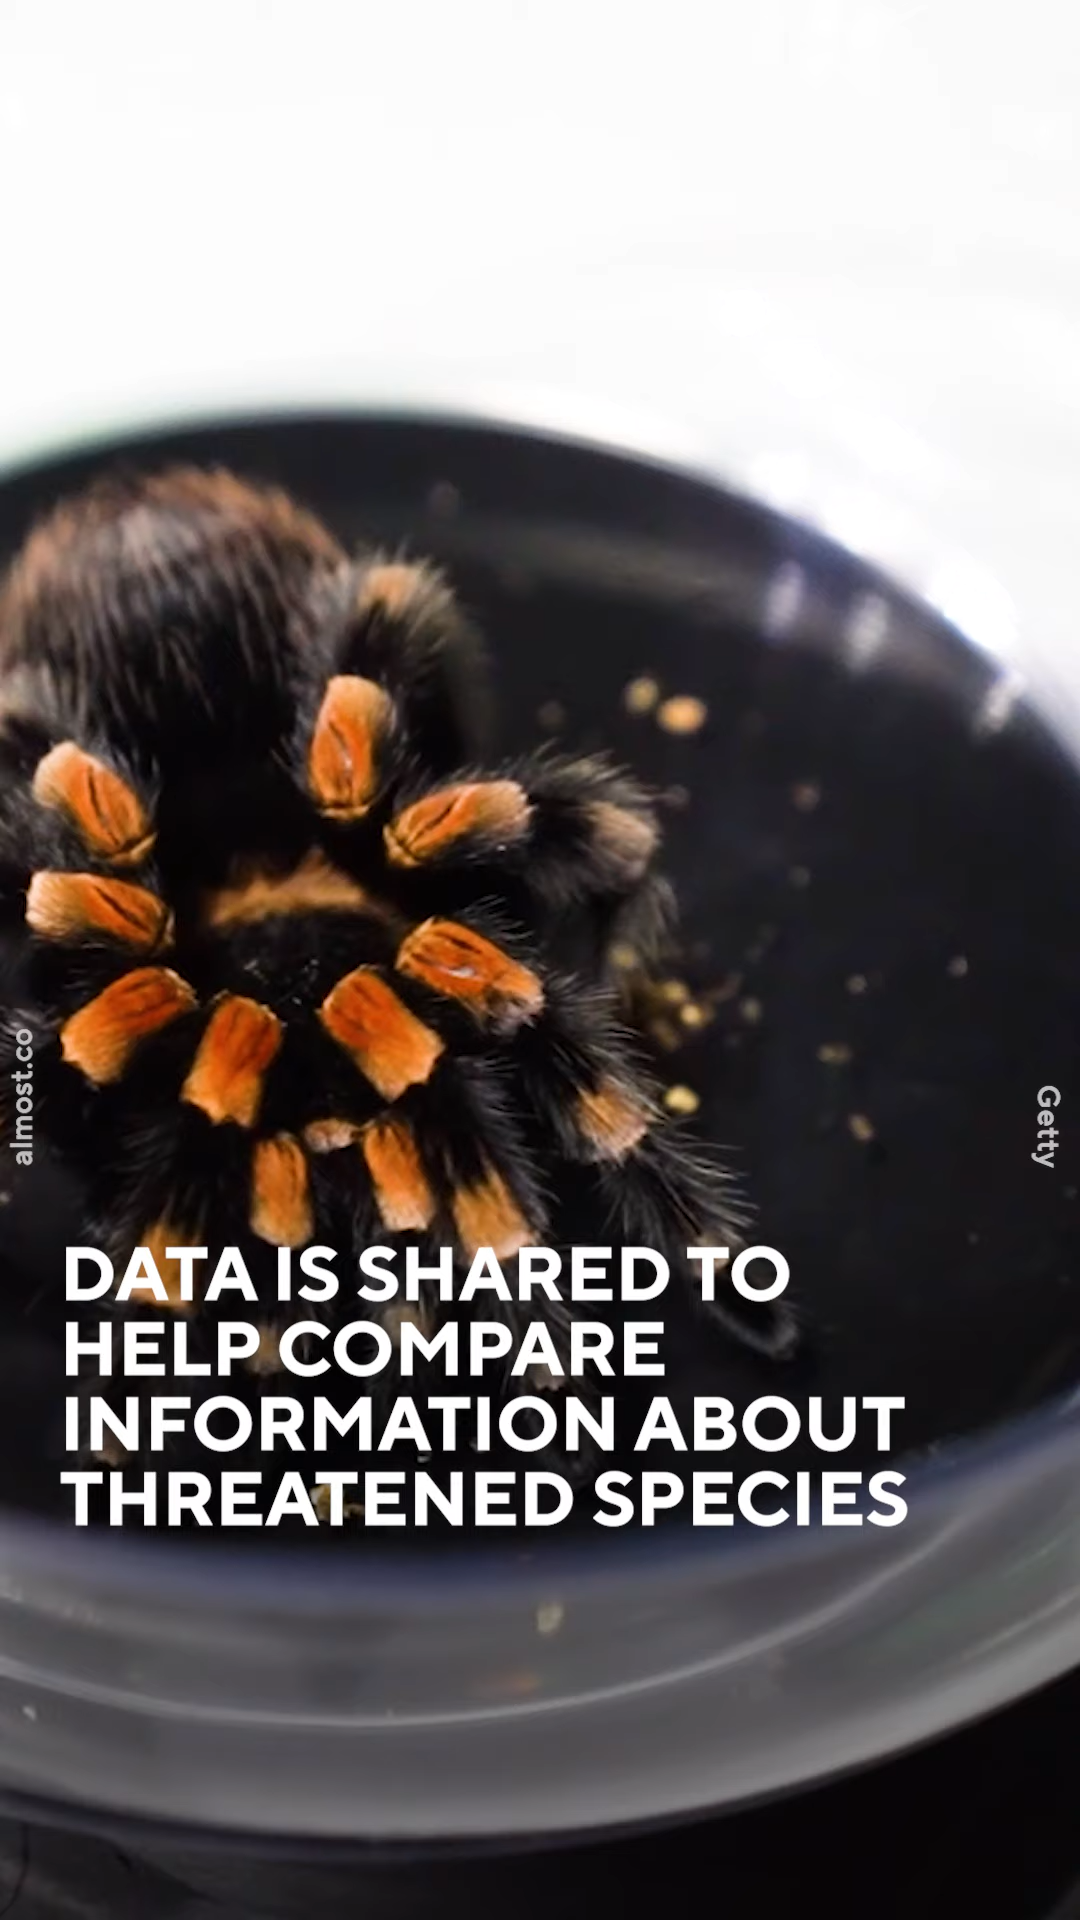 almost.co
Getty
DATA IS SHARED TO
HELP COMPARE
INFORMATION ABOUT
THREATENED SPECIES